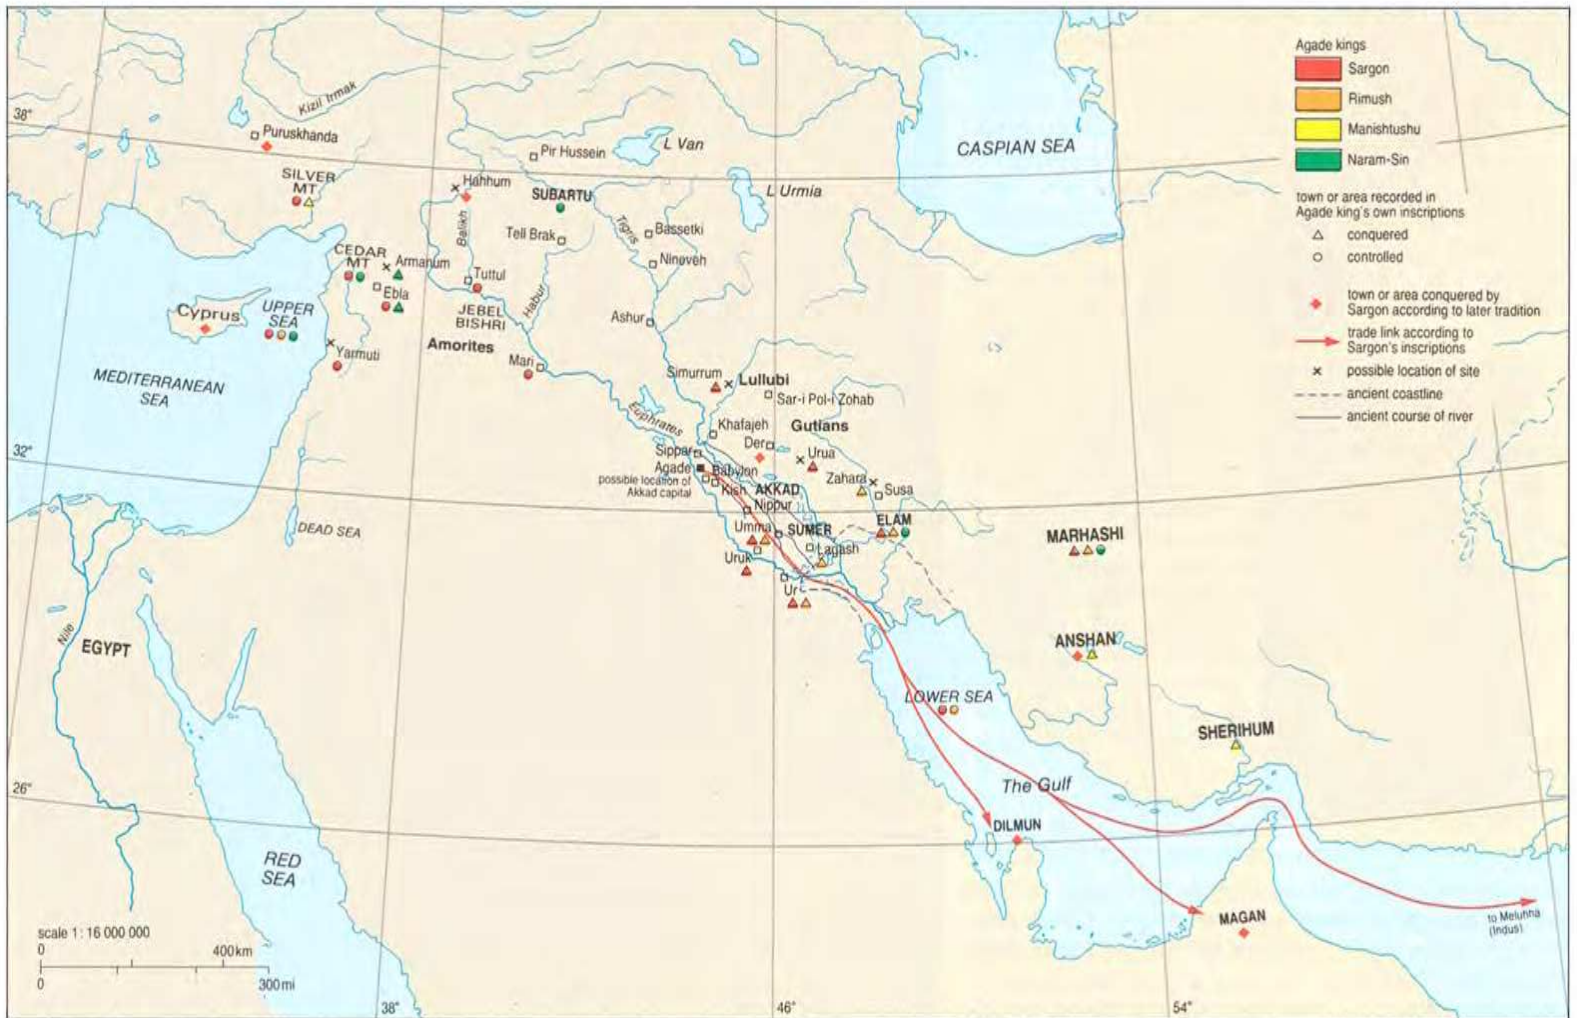 Agade kings
Sargon
Rimush
Manishtushu
Naram-Sin
town or area recorded in
Agade king's own inscriptions
conquered
controlled
town or area conquered by
Sargon according to later tradition
trade link according to
Sargon's inscriptions
possible location of site
ancient coastline
ancient course of river
38°
Kizil Irmak
Puruskhanda
Pir Hussein
L Van
CASPIAN SEA
SILVER
MT
Hahhum
SUBARTU
L Urmia
Balikh
Tell Brak
Tigris
Bassetki
CEDAR
MT
Armanum
Nineveh
Tuttul
Ebla
Habur
Cyprus
UPPER
SEA
JEBEL
BISHRI
Ashur
Amorites
Yarmuti
Mari
MEDITERRANEAN
SEA
Simurrum
Lullubi
Sar-i Pol-i Zohab
Euphrates
Khafajeh
Gutians
Der
32°
Sippar
Urua
Agade
Babylon
possible location of
Akkad capital
Kish
AKKAD
Zahara
Susa
Nippur
DEAD SEA
Umma
SUMER
ELAM
MARHASHI
Lagash
Uruk
Ur
Nile
EGYPT
ANSHAN
LOWER SEA
SHERIHUM
26°
The Gulf
DILMUN
RED
SEA
MAGAN
to Meluhha
(Indus)
scale 1 : 16 000 000
0
400km
0
300mi
38°
46°
54°